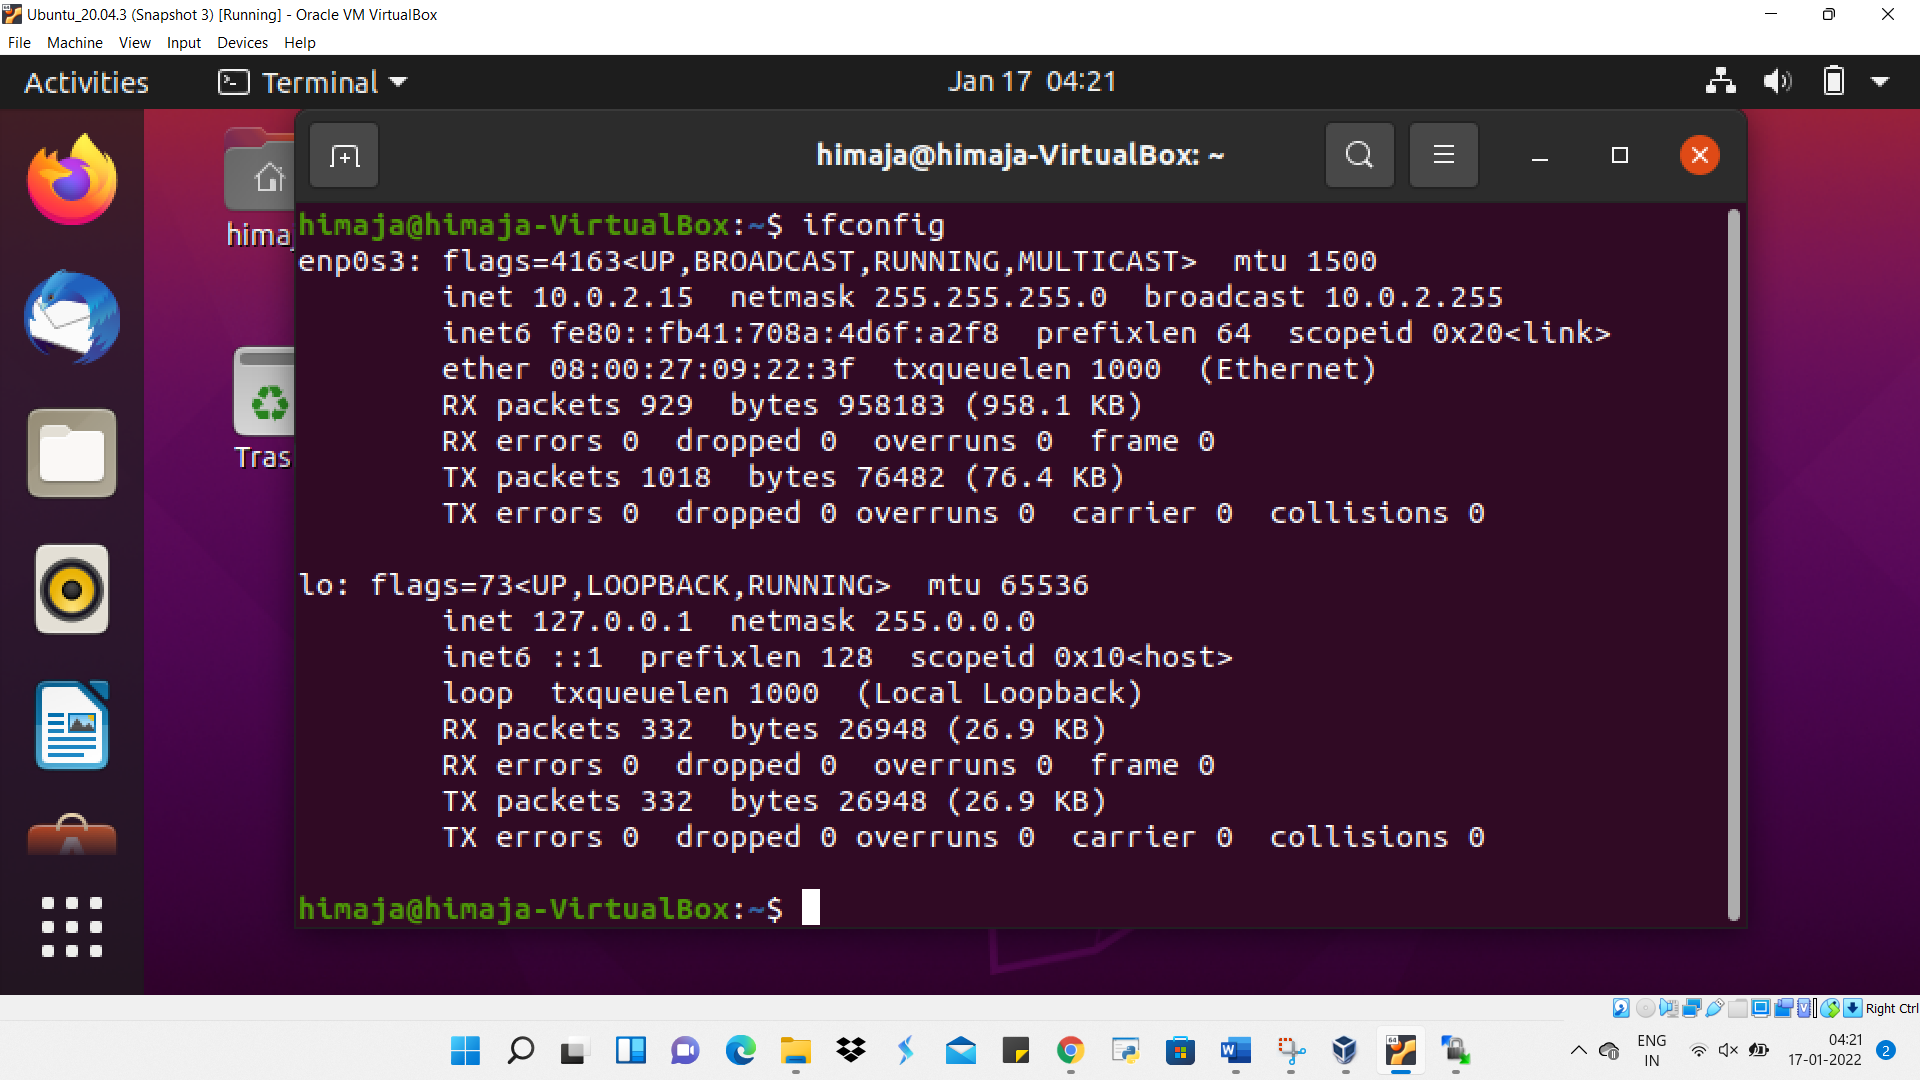 Ubuntu_20.04.3 (Snapshot 3) [Running] - Oracle VM VirtualBox
File Machine View Input Devices Help
Activities Terminal Jan 17 04:21
himaja@himaja-VirtualBox: ~
himaj
Tras
himaja@himaja-VirtualBox:~$ ifconfig
enp0s3: flags=4163<UP,BROADCAST,RUNNING,MULTICAST>  mtu 1500
        inet 10.0.2.15  netmask 255.255.255.0  broadcast 10.0.2.255
        inet6 fe80::fb41:708a:4d6f:a2f8  prefixlen 64  scopeid 0x20<link>
        ether 08:00:27:09:22:3f  txqueuelen 1000  (Ethernet)
        RX packets 929  bytes 958183 (958.1 KB)
        RX errors 0  dropped 0  overruns 0  frame 0
        TX packets 1018  bytes 76482 (76.4 KB)
        TX errors 0  dropped 0 overruns 0  carrier 0  collisions 0
lo: flags=73<UP,LOOPBACK,RUNNING>  mtu 65536
        inet 127.0.0.1  netmask 255.0.0.0
        inet6 ::1  prefixlen 128  scopeid 0x10<host>
        loop  txqueuelen 1000  (Local Loopback)
        RX packets 332  bytes 26948 (26.9 KB)
        RX errors 0  dropped 0  overruns 0  frame 0
        TX packets 332  bytes 26948 (26.9 KB)
        TX errors 0  dropped 0 overruns 0  carrier 0  collisions 0
himaja@himaja-VirtualBox:~$
Right Ctrl
ENG
IN
04:21
17-01-2022
2